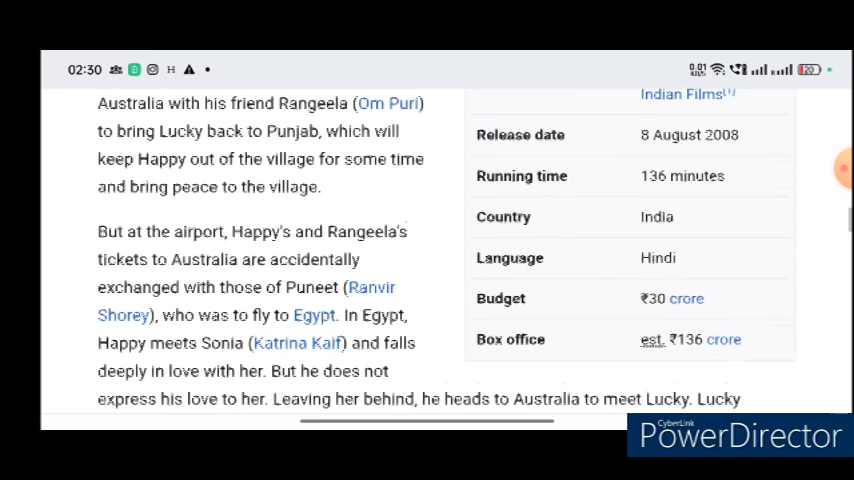 02:30 H
0.01 KB/S 20
Australia with his friend Rangeela (Om Puri)
to bring Lucky back to Punjab, which will
keep Happy out of the village for some time
and bring peace to the village.
But at the airport, Happy's and Rangeela's
tickets to Australia are accidentally
exchanged with those of Puneet (Ranvir
Shorey), who was to fly to Egypt. In Egypt,
Happy meets Sonia (Katrina Kaif) and falls
deeply in love with her. But he does not
express his love to her. Leaving her behind, he heads to Australia to meet Lucky. Lucky
Indian Films[1]
Release date 8 August 2008
Running time 136 minutes
Country India
Language Hindi
Budget ₹30 crore
Box office est. ₹136 crore
CyberLink
PowerDirector